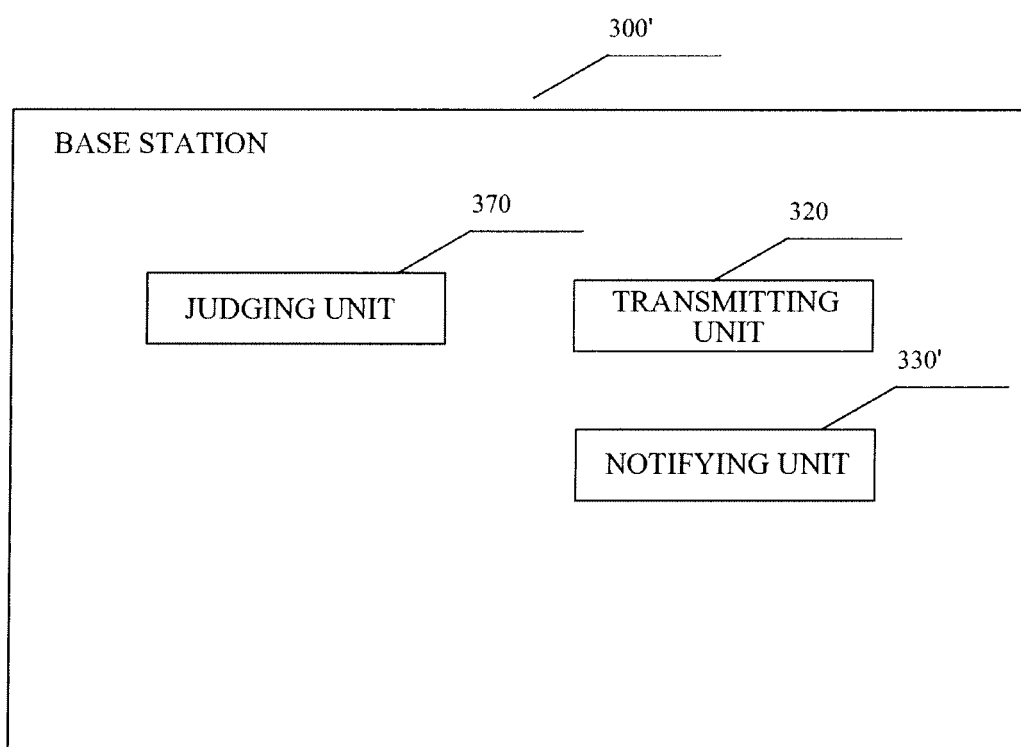 300'
BASE STATION
370
320
JUDGING UNIT
TRANSMITTING
UNIT
330'
NOTIFYING UNIT